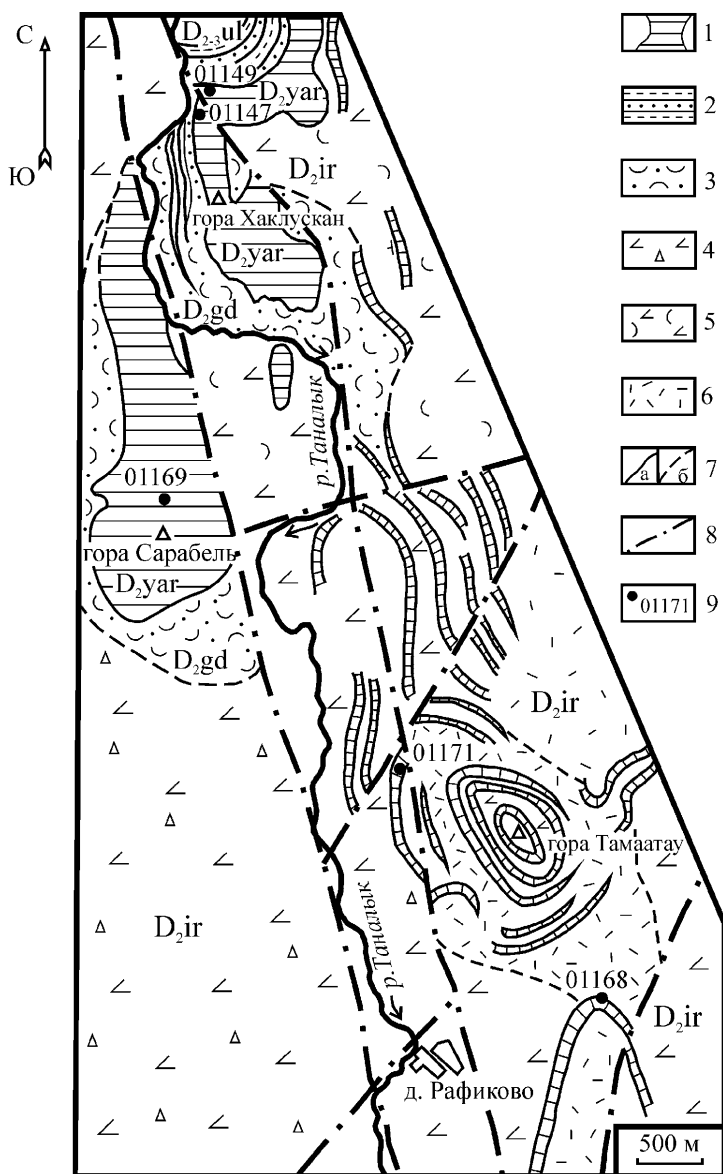 С
Ю
D₂₋₃ul
01149
D₂yar
01147
D₂ir
гора Хаклускан
D₂yar
D₂gd
р.Таналык
01169
гора Сарабель
D₂yar
D₂gd
D₂ir
01171
гора Тамаатау
D₂ir
р.Таналык
01168
D₂ir
д. Рафиково
500 м
1
2
3
4
5
6
а б 7
8
01171 9